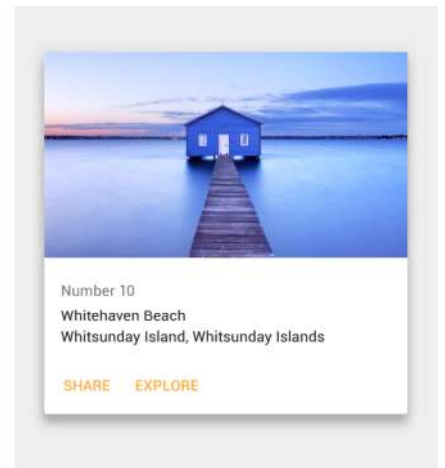 Number 10
Whitehaven Beach
Whitsunday Island, Whitsunday Islands
SHARE EXPLORE